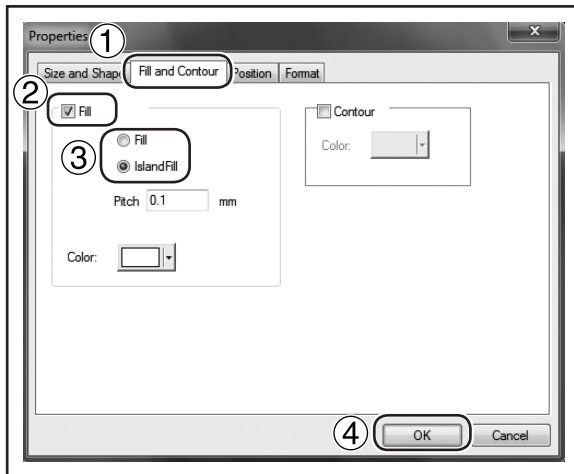 Properties ①
Size and Shape Fill and Contour Position Format
② Fill Contour
③ Fill
IslandFill
Color:
Pitch 0.1 mm
Color:
④ OK Cancel